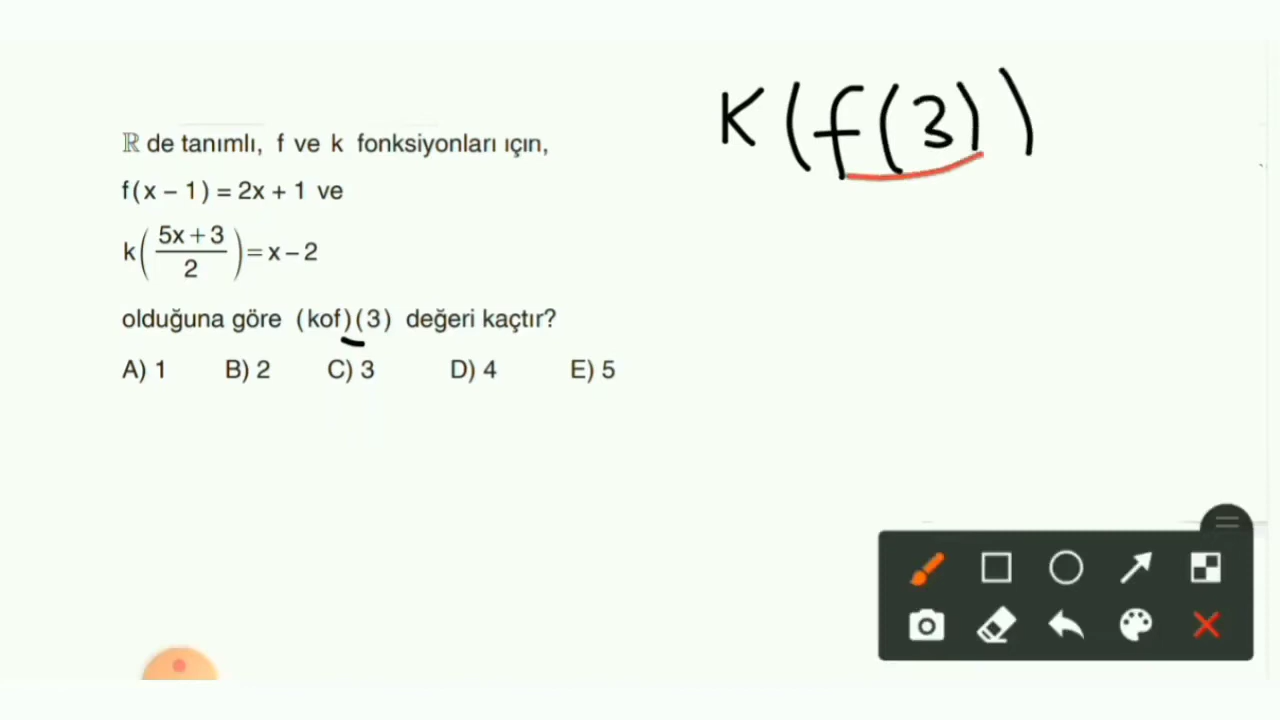 ℝ de tanımlı, f ve k fonksiyonları için,
f(x − 1) = 2x + 1 ve
k((5x+3)/2) = x − 2
olduğuna göre (kof)(3) değeri kaçtır?
A) 1 B) 2 C) 3 D) 4 E) 5
K(f(3))